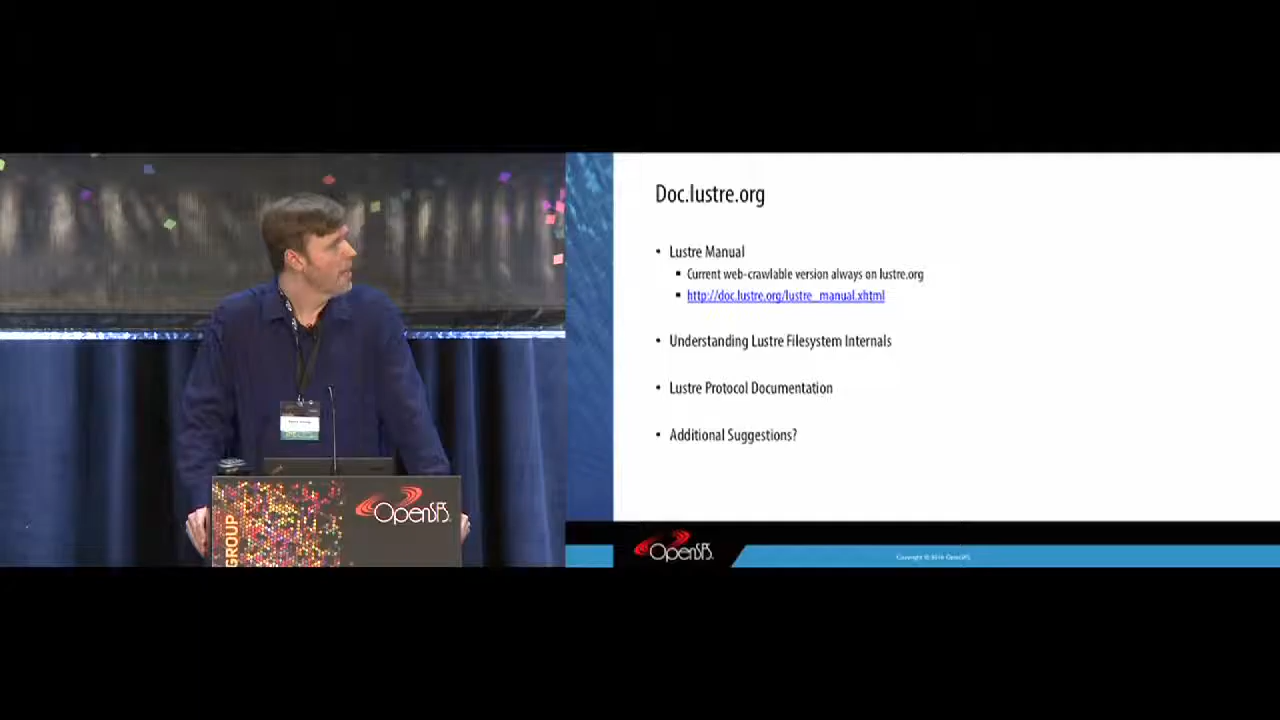 Doc.lustre.org
• Lustre Manual
▪ Current web-crawlable version always on lustre.org
▪ http://doc.lustre.org/lustre_manual.xhtml
• Understanding Lustre Filesystem Internals
• Lustre Protocol Documentation
• Additional Suggestions?
OpenSFS
GROUP
OpenSFS